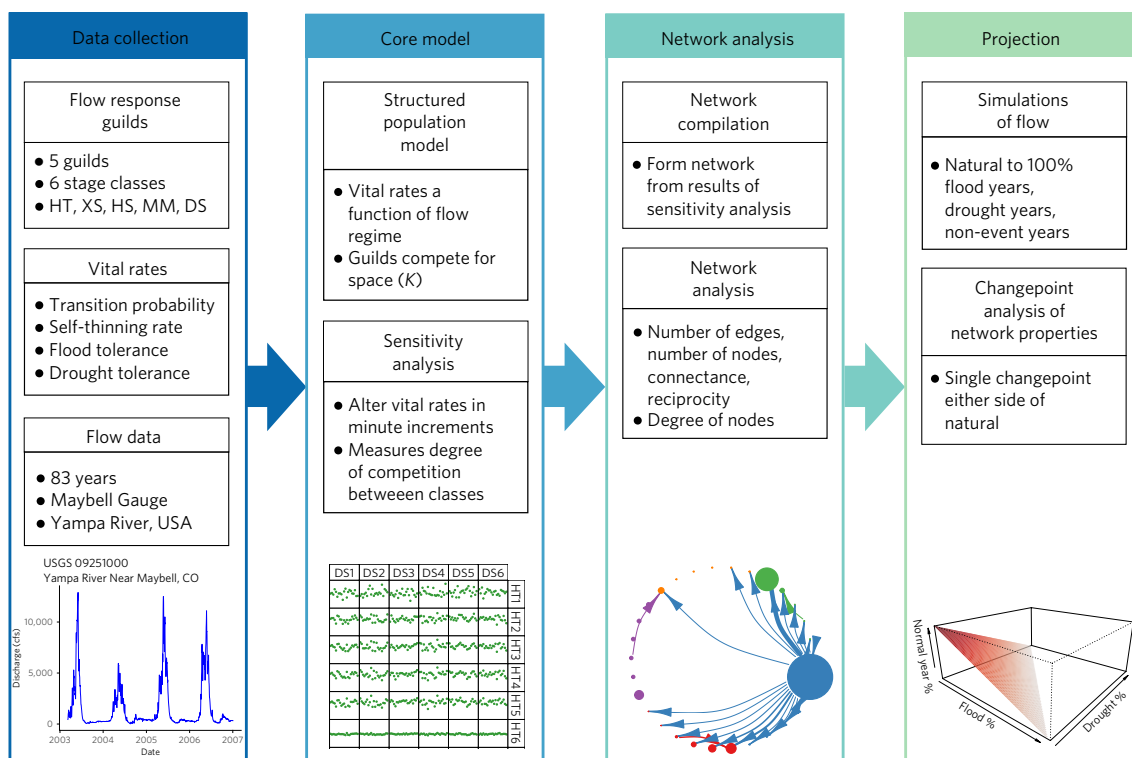 Data collection
Flow response
guilds
● 5 guilds
● 6 stage classes
● HT, XS, HS, MM, DS
Vital rates
● Transition probability
● Self-thinning rate
● Flood tolerance
● Drought tolerance
Flow data
● 83 years
● Maybell Gauge
● Yampa River, USA
USGS 09251000
Yampa River Near Maybell, CO
Discharge (cfs)
10,000
5,000
0
2003 2004 2005 2006 2007
Date
Core model
Structured
population
model
● Vital rates a
function of flow
regime
● Guilds compete for
space (K)
Sensitivity
analysis
● Alter vital rates in
minute increments
● Measures degree
of competition
betweeen classes
DS1 DS2 DS3 DS4 DS5 DS6
HT1
HT2
HT3
HT4
HT5
HT6
Network analysis
Network
compilation
● Form network
from results of
sensitivity analysis
Network
analysis
● Number of edges,
number of nodes,
connectance,
reciprocity
● Degree of nodes
Projection
Simulations
of flow
● Natural to 100%
flood years,
drought years,
non-event years
Changepoint
analysis of
network properties
● Single changepoint
either side of
natural
Normal year %
Flood %
Drought %